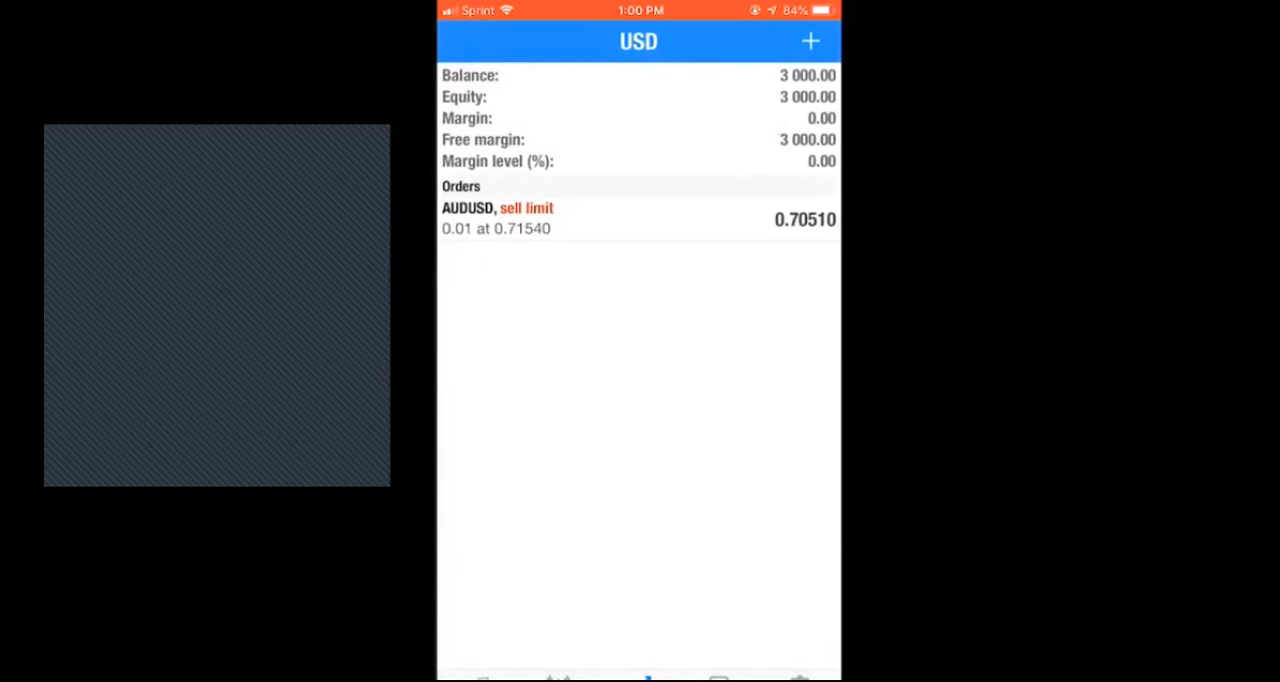 Sprint 1:00 PM 84%
USD +
Balance: 3 000.00
Equity: 3 000.00
Margin: 0.00
Free margin: 3 000.00
Margin level (%): 0.00
Orders
AUDUSD, sell limit
0.01 at 0.71540
0.70510